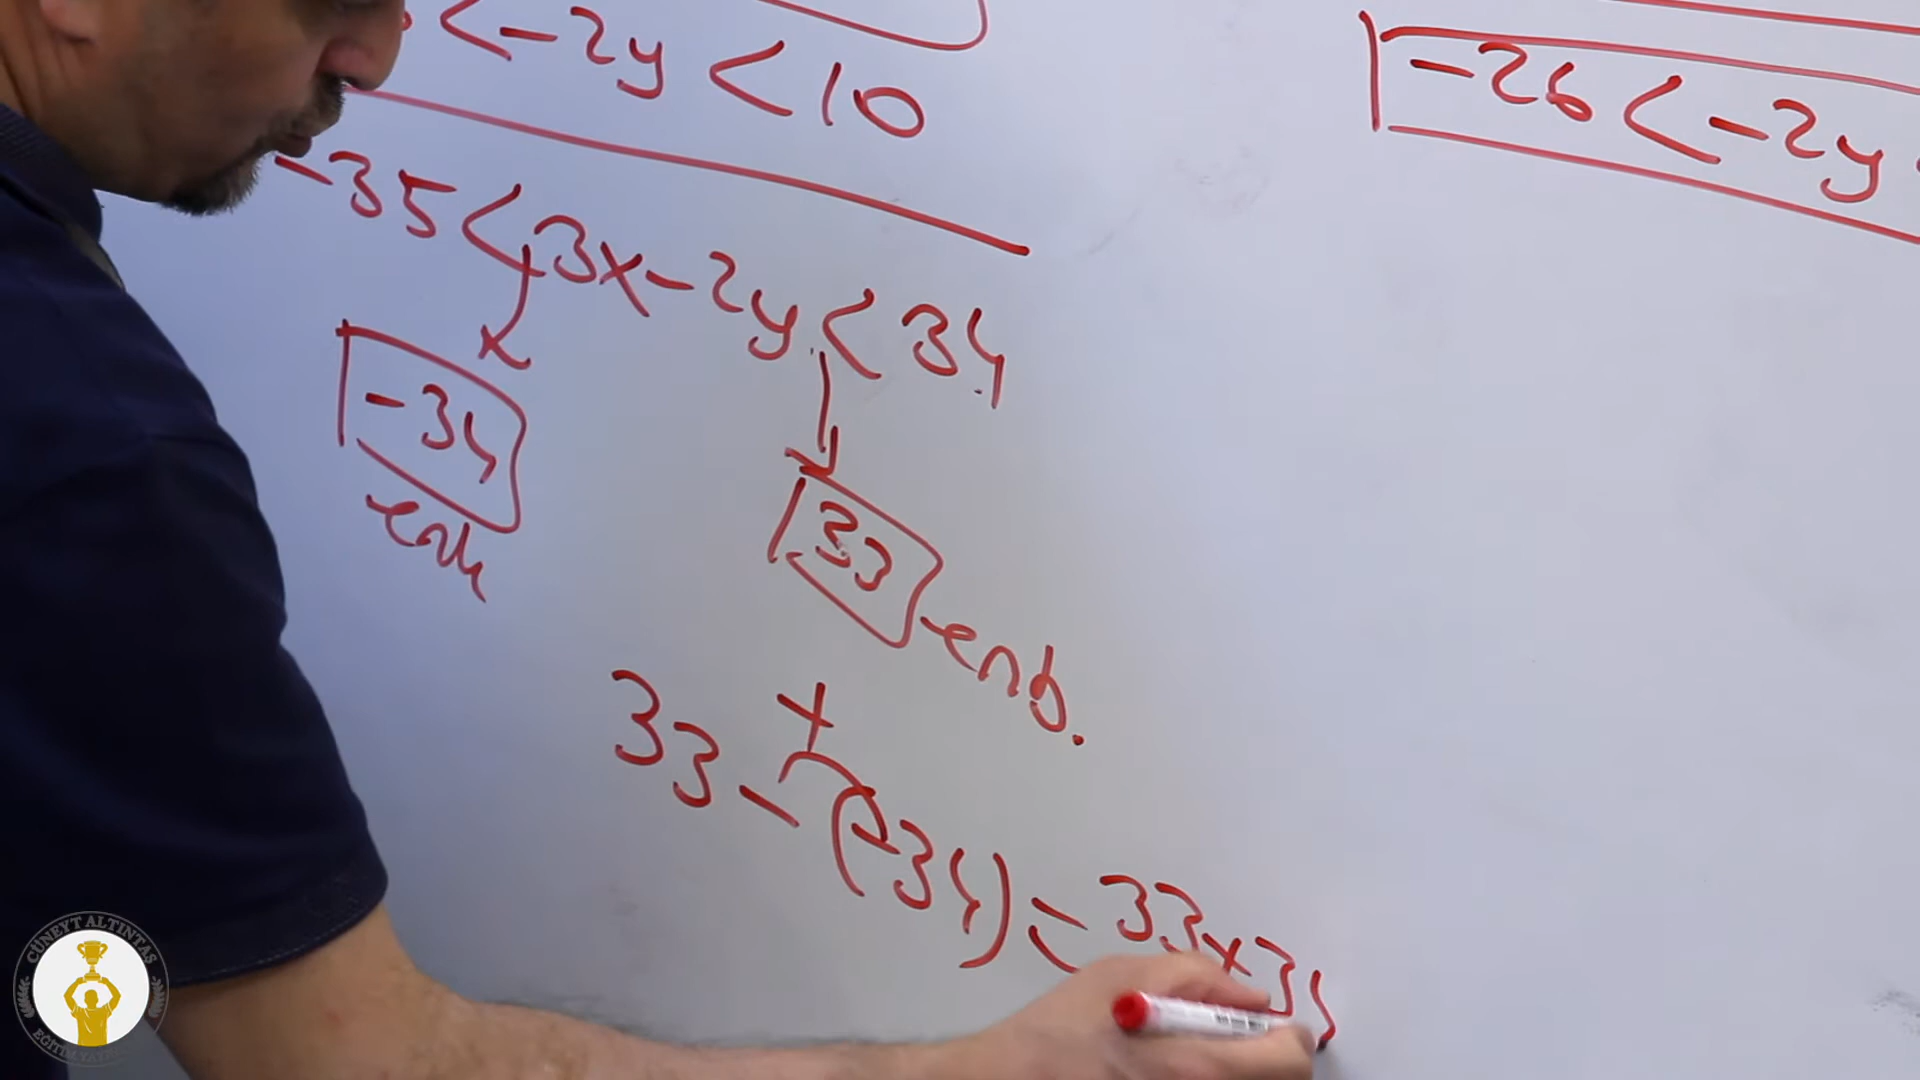 < -2y < 10
-26 < -2y
-35 < 3x - 2y < 34
-34
enk
33
enb.
+
33 - (-34) = 33 + 34
CÜNEYT ALTINTAŞ
EĞİTİM